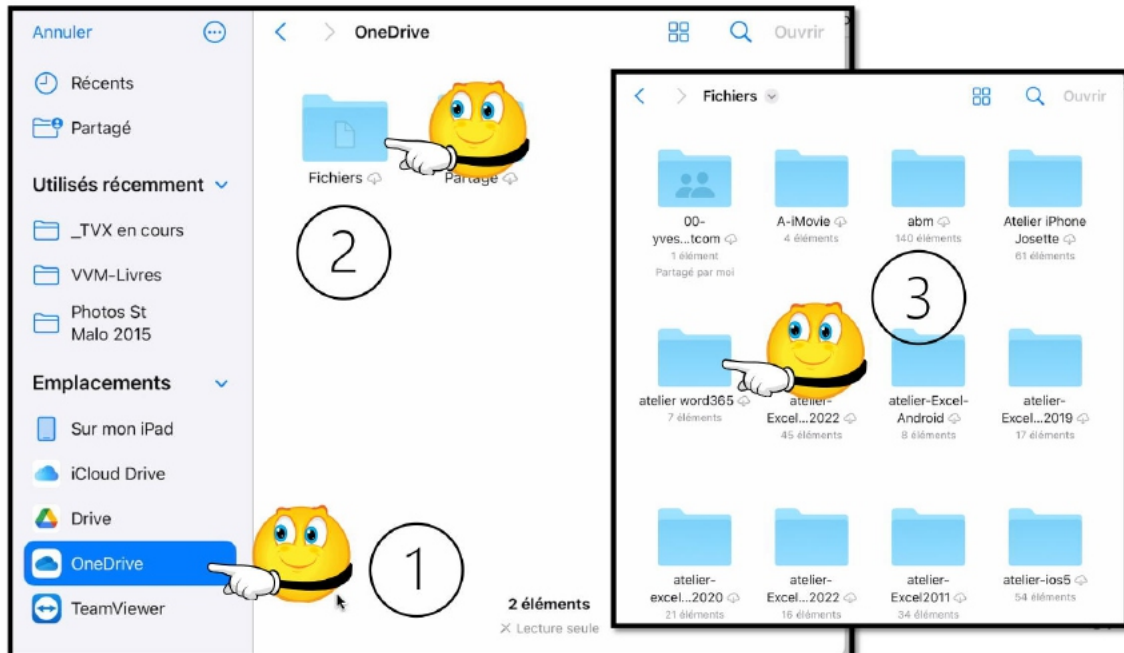 Annuler
OneDrive
Ouvrir
Récents
Partagé
Utilisés récemment
_TVX en cours
VVM-Livres
Photos St
Malo 2015
Emplacements
Sur mon iPad
iCloud Drive
Drive
OneDrive
TeamViewer
Fichiers
Partagé
2
1
2 éléments
× Lecture seule
Fichiers
Ouvrir
00-
yves...tcom
1 élément
Partagé par moi
A-iMovie
4 éléments
abm
140 éléments
Atelier iPhone
Josette
61 éléments
3
atelier word365
7 éléments
atelier-
Excel...2022
45 éléments
atelier-Excel-
Android
8 éléments
atelier-
Excel...2019
17 éléments
atelier-
excel...2020
21 éléments
atelier-
Excel...2022
16 éléments
atelier-
Excel2011
34 éléments
atelier-ios5
54 éléments